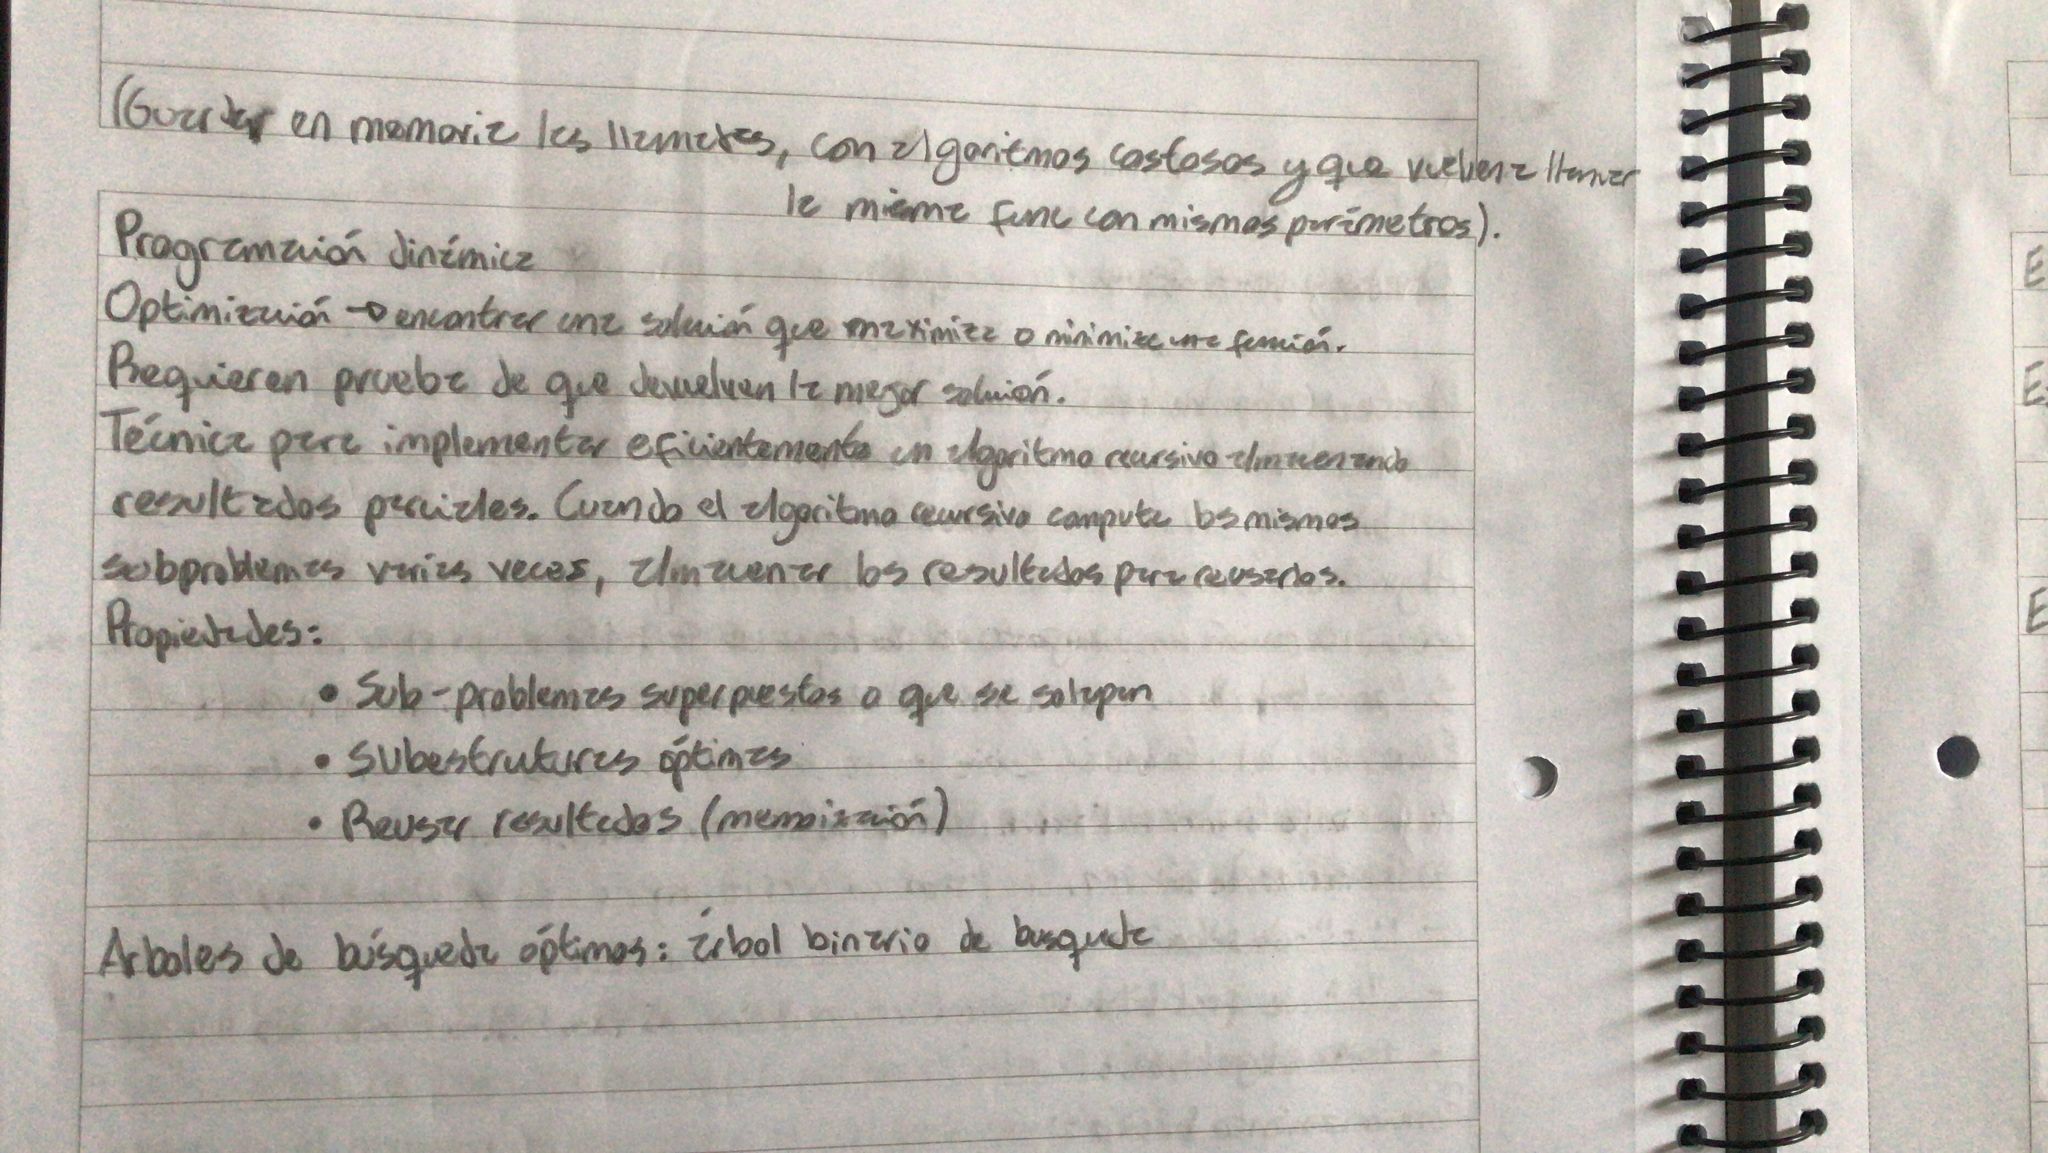 (Guardar en memoria las llamadas, con algoritmos costosos y que vuelven a llamar
la misma func con mismos parámetros).
Programación dinámica
Optimización → encontrar una solución que maximiza o minimiza una función.
Requieren prueba de que devuelven la mejor solución.
Técnica para implementar eficientemente un algoritmo recursivo almacenando
resultados parciales. Cuando el algoritmo recursivo computa los mismos
subproblemas varias veces, almacenar los resultados para reusarlos.
Propiedades:
• Sub-problemas superpuestos o que se solapan
• Subestruturas óptimas
• Reusar resultados (memoización)
Arboles de búsqueda óptimos: árbol binario de busqueda
E
E
E